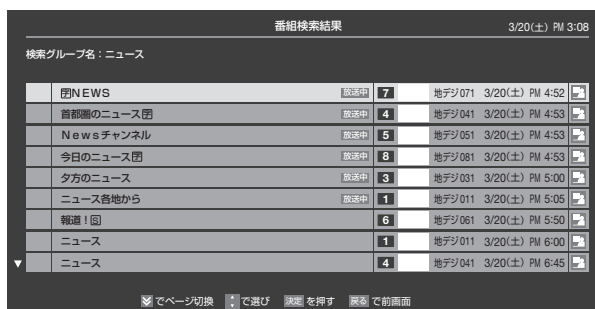 番組検索結果 3/20(土) PM 3:08
検索グループ名：ニュース
字NEWS 放送中 7 地デジ071 3/20(土) PM 4:52
首都圏のニュース字 放送中 4 地デジ041 3/20(土) PM 4:53
Newsチャンネル 放送中 5 地デジ051 3/20(土) PM 4:53
今日のニュース字 放送中 8 地デジ081 3/20(土) PM 4:53
夕方のニュース 放送中 3 地デジ031 3/20(土) PM 5:00
ニュース各地から 放送中 1 地デジ011 3/20(土) PM 5:05
報道！S 6 地デジ061 3/20(土) PM 5:50
ニュース 1 地デジ011 3/20(土) PM 6:00
ニュース 4 地デジ041 3/20(土) PM 6:45
でページ切換 で選び 決定 を押す 戻る で前画面